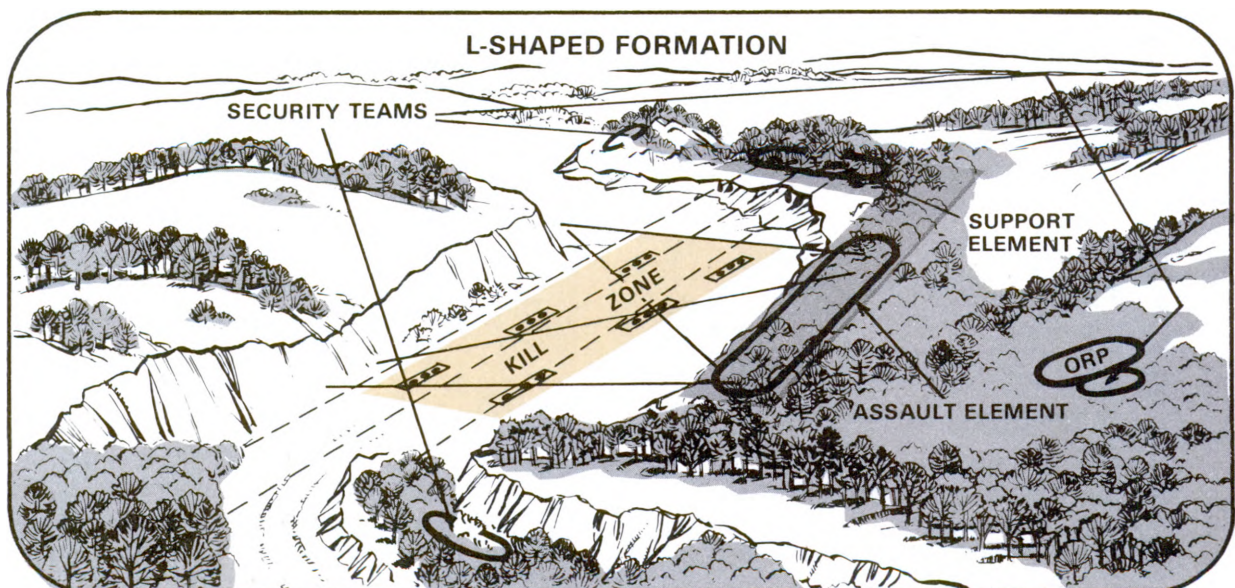 L-SHAPED FORMATION
SECURITY TEAMS
SUPPORT
ELEMENT
ZONE
KILL
ORP
ASSAULT ELEMENT